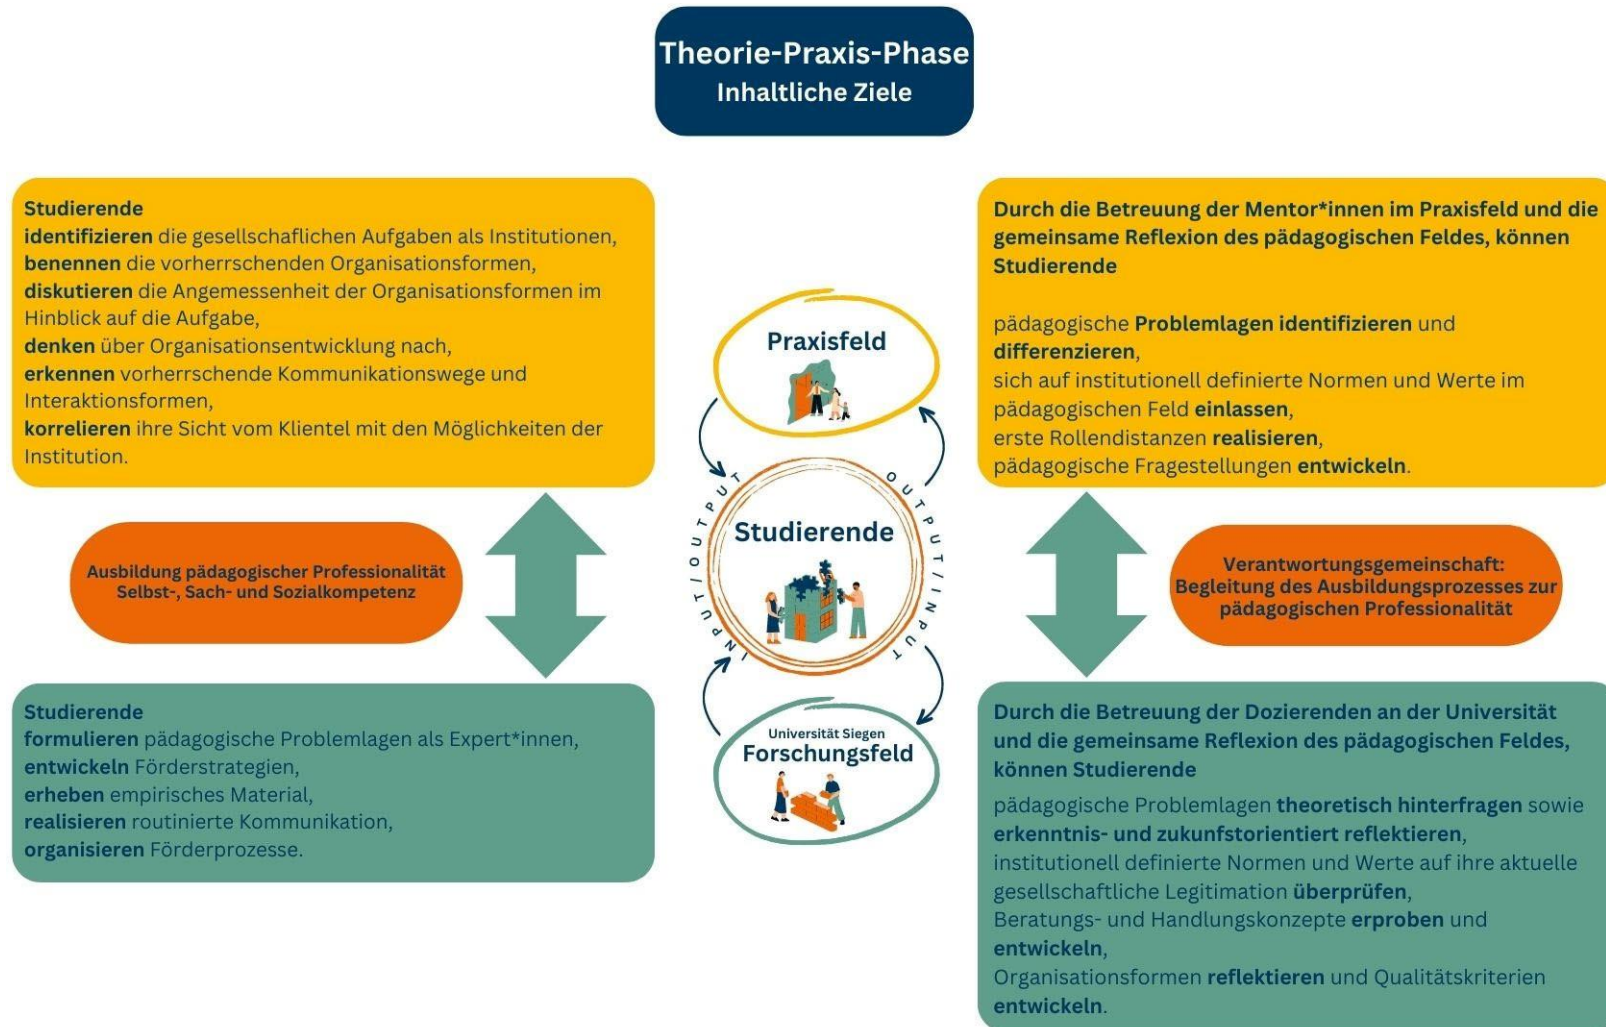 Theorie-Praxis-Phase
Inhaltliche Ziele
Studierende
identifizieren die gesellschaflichen Aufgaben als Institutionen,
benennen die vorherrschenden Organisationsformen,
diskutieren die Angemessenheit der Organisationsformen im
Hinblick auf die Aufgabe,
denken über Organisationsentwicklung nach,
erkennen vorherrschende Kommunikationswege und
Interaktionsformen,
korrelieren ihre Sicht vom Klientel mit den Möglichkeiten der
Institution.
Ausbildung pädagogischer Professionalität
Selbst-, Sach- und Sozialkompetenz
Studierende
formulieren pädagogische Problemlagen als Expert*innen,
entwickeln Förderstrategien,
erheben empirisches Material,
realisieren routinierte Kommunikation,
organisieren Förderprozesse.
Praxisfeld
INPUT/OUTPUT
Studierende
OUTPUT/INPUT
Universität Siegen
Forschungsfeld
Durch die Betreuung der Mentor*innen im Praxisfeld und die
gemeinsame Reflexion des pädagogischen Feldes, können
Studierende
pädagogische Problemlagen identifizieren und
differenzieren,
sich auf institutionell definierte Normen und Werte im
pädagogischen Feld einlassen,
erste Rollendistanzen realisieren,
pädagogische Fragestellungen entwickeln.
Verantwortungsgemeinschaft:
Begleitung des Ausbildungsprozesses zur
pädagogischen Professionalität
Durch die Betreuung der Dozierenden an der Universität
und die gemeinsame Reflexion des pädagogischen Feldes,
können Studierende
pädagogische Problemlagen theoretisch hinterfragen sowie
erkenntnis- und zukunfstorientiert reflektieren,
institutionell definierte Normen und Werte auf ihre aktuelle
gesellschaftliche Legitimation überprüfen,
Beratungs- und Handlungskonzepte erproben und
entwickeln,
Organisationsformen reflektieren und Qualitätskriterien
entwickeln.